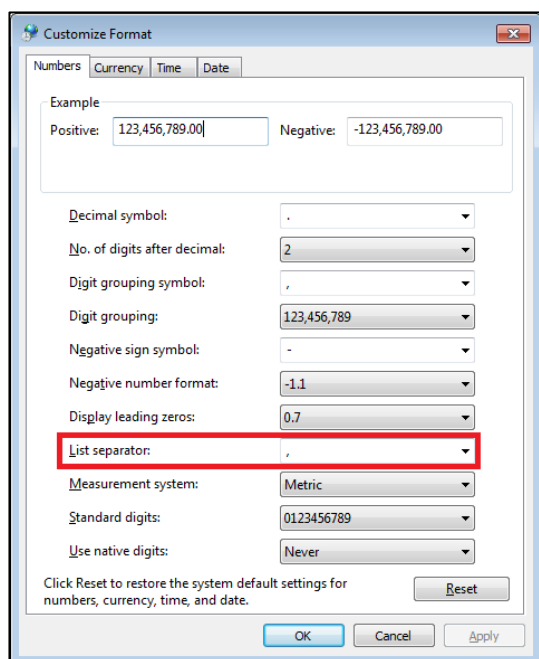 Customize Format
Numbers Currency Time Date
Example
Positive: 123,456,789.00 Negative: -123,456,789.00
Decimal symbol: .
No. of digits after decimal: 2
Digit grouping symbol: ,
Digit grouping: 123,456,789
Negative sign symbol: -
Negative number format: -1.1
Display leading zeros: 0.7
List separator: ,
Measurement system: Metric
Standard digits: 0123456789
Use native digits: Never
Click Reset to restore the system default settings for
numbers, currency, time, and date.
Reset
OK Cancel Apply